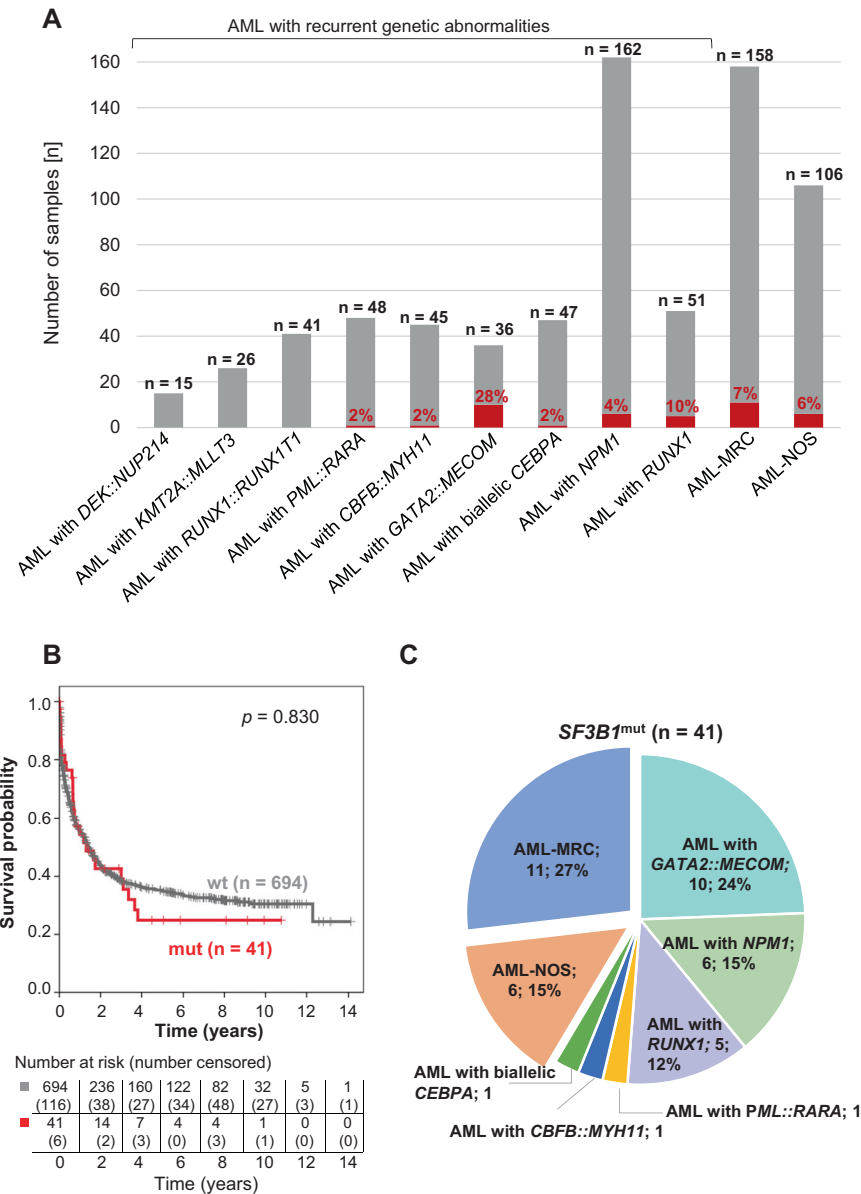 A
AML with recurrent genetic abnormalities
Number of samples [n]
160
140
120
100
80
60
40
20
0
n = 15
n = 26
n = 41
n = 48
n = 45
n = 36
n = 47
n = 162
n = 51
n = 158
n = 106
2%
2%
28%
2%
4%
10%
7%
6%
AML with DEK::NUP214
AML with KMT2A::MLLT3
AML with RUNX1::RUNX1T1
AML with PML::RARA
AML with CBFB::MYH11
AML with GATA2::MECOM
AML with biallelic CEBPA
AML with NPM1
AML with RUNX1
AML-MRC
AML-NOS
B
Survival probability
1.0
0.8
0.6
0.4
0.2
0.0
p = 0.830
wt (n = 694)
mut (n = 41)
0 2 4 6 8 10 12 14
Time (years)
Number at risk (number censored)
694 236 160 122 82 32 5 1
(116) (38) (27) (34) (48) (27) (3) (1)
41 14 7 4 4 1 0 0
(6) (2) (3) (0) (3) (1) (0) (0)
0 2 4 6 8 10 12 14
Time (years)
C
SF3B1mut (n = 41)
AML-MRC;
11; 27%
AML with
GATA2::MECOM;
10; 24%
AML with NPM1;
6; 15%
AML-NOS;
6; 15%
AML with
RUNX1; 5;
12%
AML with biallelic
CEBPA; 1
AML with CBFB::MYH11; 1
AML with PML::RARA; 1